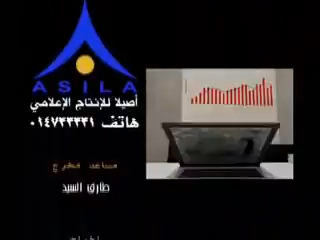 ASILA
أصيلا للإنتاج الإعلامي
هاتف ٠١٤٧٣٣٣٣١
مساعد مخرج
طارق السيد